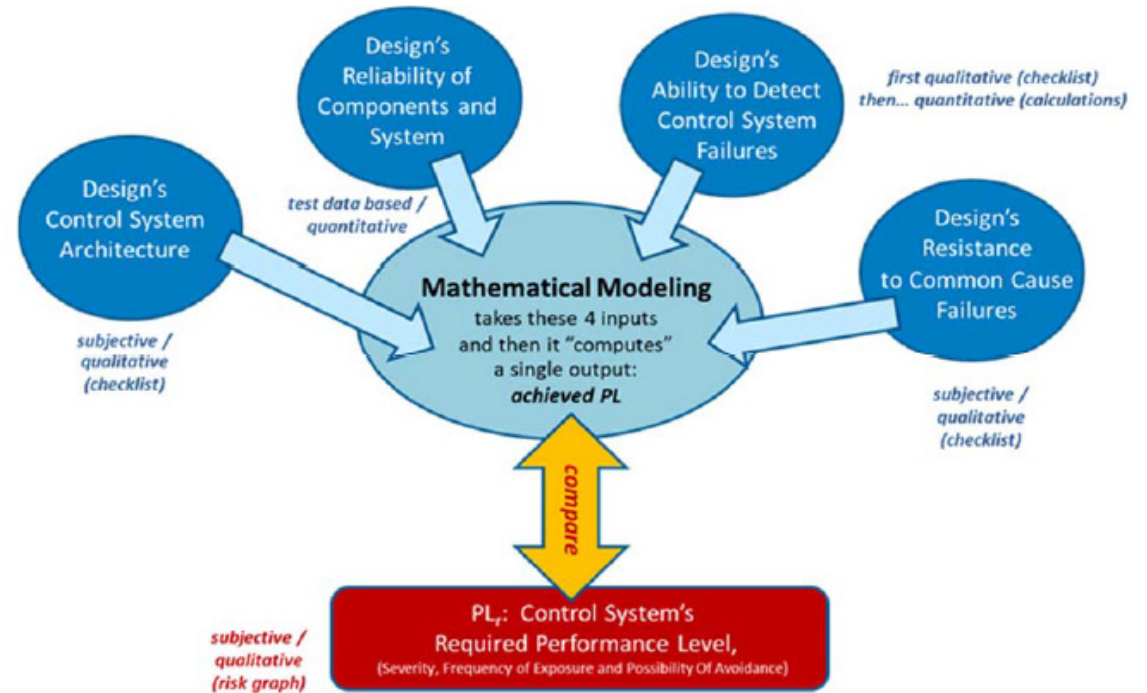 Design's
Reliability of
Components and
System
Design's
Ability to Detect
Control System
Failures
first qualitative (checklist)
then... quantitative (calculations)
Design's
Control System
Architecture
test data based /
quantitative
Design's
Resistance
to Common Cause
Failures
subjective /
qualitative
(checklist)
Mathematical Modeling
takes these 4 inputs
and then it "computes"
a single output:
achieved PL
subjective /
qualitative
(checklist)
compare
PLr: Control System's
Required Performance Level,
(Severity, Frequency of Exposure and Possibility Of Avoidance)
subjective /
qualitative
(risk graph)